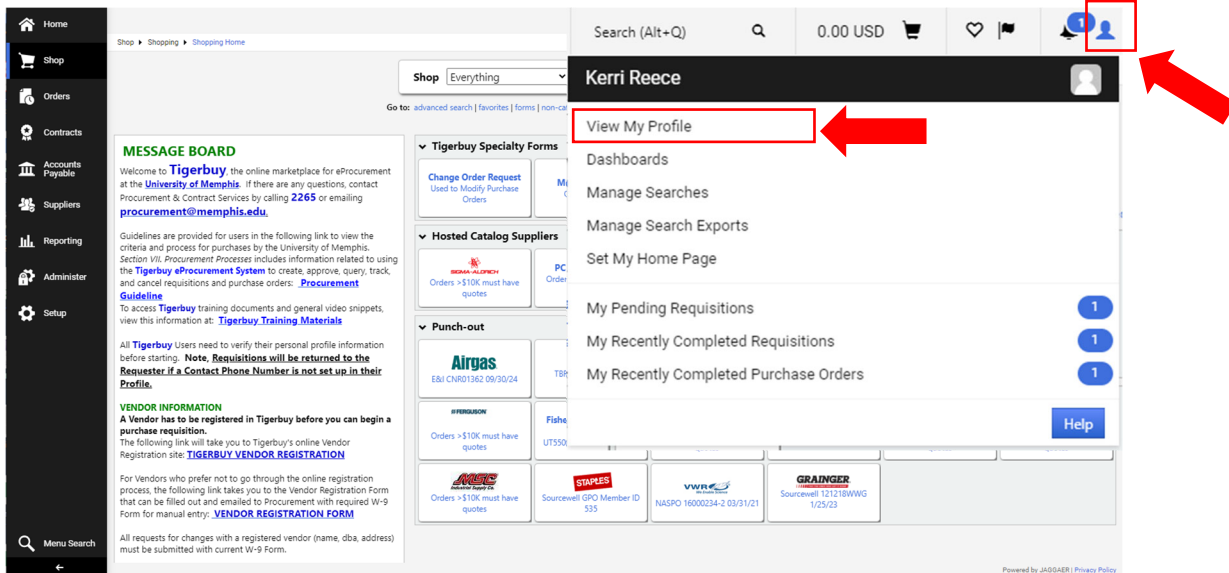 Home
Shop
Orders
Contracts
Accounts
Payable
Suppliers
Reporting
Administer
Setup
Menu Search
Shop Shopping Shopping Home
Search (Alt+Q)
0.00 USD
1
Shop Everything
Go to: advanced search | favorites | forms |
Kerri Reece
View My Profile
Dashboards
Manage Searches
Manage Search Exports
Set My Home Page
My Pending Requisitions 1
My Recently Completed Requisitions 1
My Recently Completed Purchase Orders 1
Help
MESSAGE BOARD
Welcome to Tigerbuy, the online marketplace for eProcurement
at the University of Memphis. If there are any questions, contact
Procurement & Contract Services by calling 2265 or emailing
procurement@memphis.edu.
Guidelines are provided for users in the following link to view the
criteria and process for purchases by the University of Memphis.
Section VII. Procurement Processes includes information related to using
the Tigerbuy eProcurement System to create, approve, query, track,
and cancel requisitions and purchase orders: Procurement
Guideline
To access Tigerbuy training documents and general video snippets,
view this information at: Tigerbuy Training Materials
All Tigerbuy Users need to verify their personal profile information
before starting. Note, Requisitions will be returned to the
Requester if a Contact Phone Number is not set up in their
Profile.
VENDOR INFORMATION
A Vendor has to be registered in Tigerbuy before you can begin a
purchase requisition.
The following link will take you to Tigerbuy's online Vendor
Registration site: TIGERBUY VENDOR REGISTRATION
For Vendors who prefer not to go through the online registration
process, the following link takes you to the Vendor Registration Form
that can be filled out and emailed to Procurement with required W-9
Form for manual entry: VENDOR REGISTRATION FORM
All requests for changes with a registered vendor (name, dba, address)
must be submitted with current W-9 Form.
Tigerbuy Specialty Forms
Change Order Request
Used to Modify Purchase
Orders
Hosted Catalog Suppliers
SIGMA-ALDRICH
Orders >$10K must have
quotes
PC
Punch-out
Airgas
E&I CNR01362 09/30/24
FERGUSON
Orders >$10K must have
quotes
MSC
Industrial Supply Co.
Orders >$10K must have
quotes
STAPLES
Sourcewell GPO Member ID
535
VWR
NASPO 16000234-2 03/31/21
GRAINGER
Sourcewell 121218WWG
1/25/23
Powered by JAGGAER | Privacy Policy